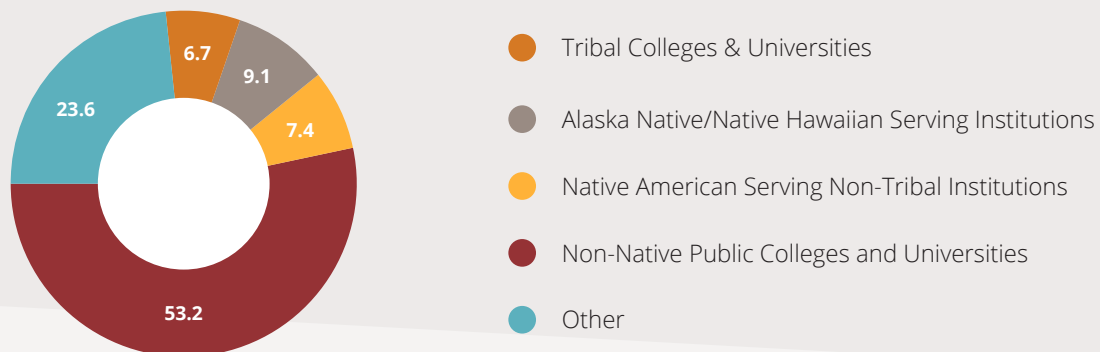 6.7
9.1
23.6
7.4
53.2
Tribal Colleges & Universities
Alaska Native/Native Hawaiian Serving Institutions
Native American Serving Non-Tribal Institutions
Non-Native Public Colleges and Universities
Other